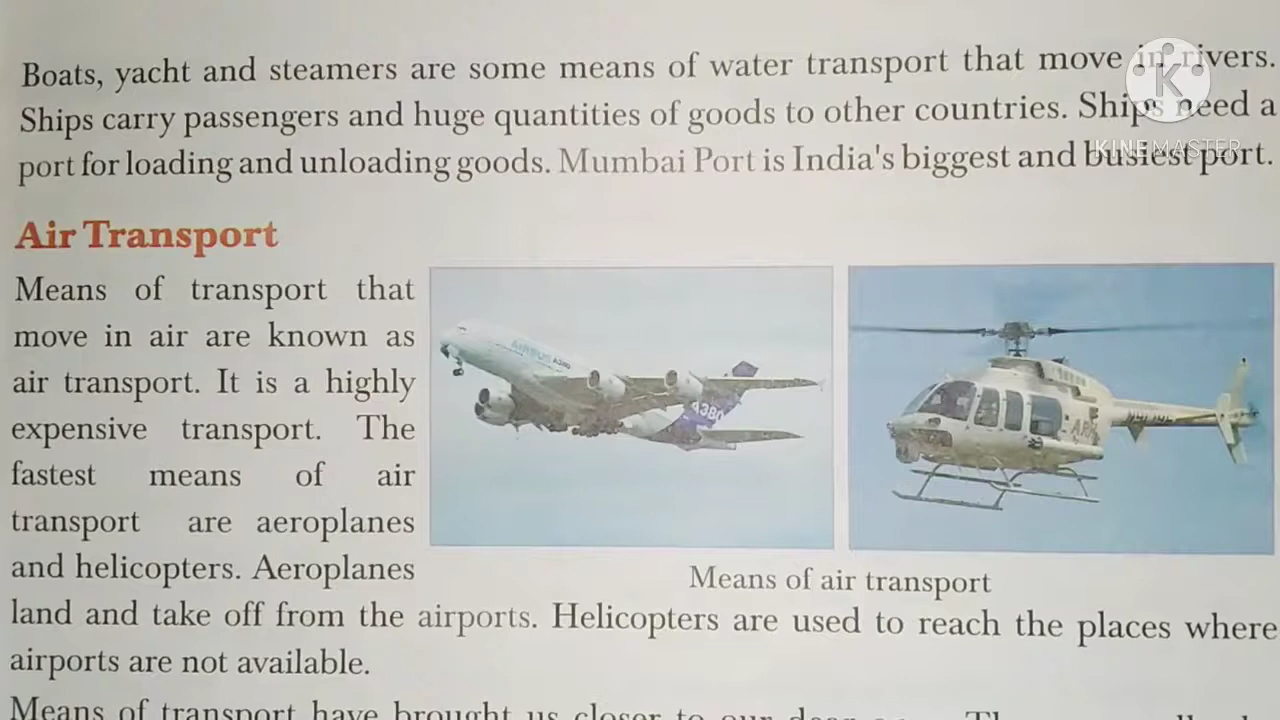 Boats, yacht and steamers are some means of water transport that move in rivers.
Ships carry passengers and huge quantities of goods to other countries. Ships need a
port for loading and unloading goods. Mumbai Port is India's biggest and busiest port.
K
KINEMASTER
Air Transport
Means of transport that
move in air are known as
air transport. It is a highly
expensive transport. The
fastest means of air
transport are aeroplanes
and helicopters. Aeroplanes
land and take off from the airports. Helicopters are used to reach the places where
airports are not available.
AIRBUS A380
A380
Means of air transport
Means of transport have brought us closer to our